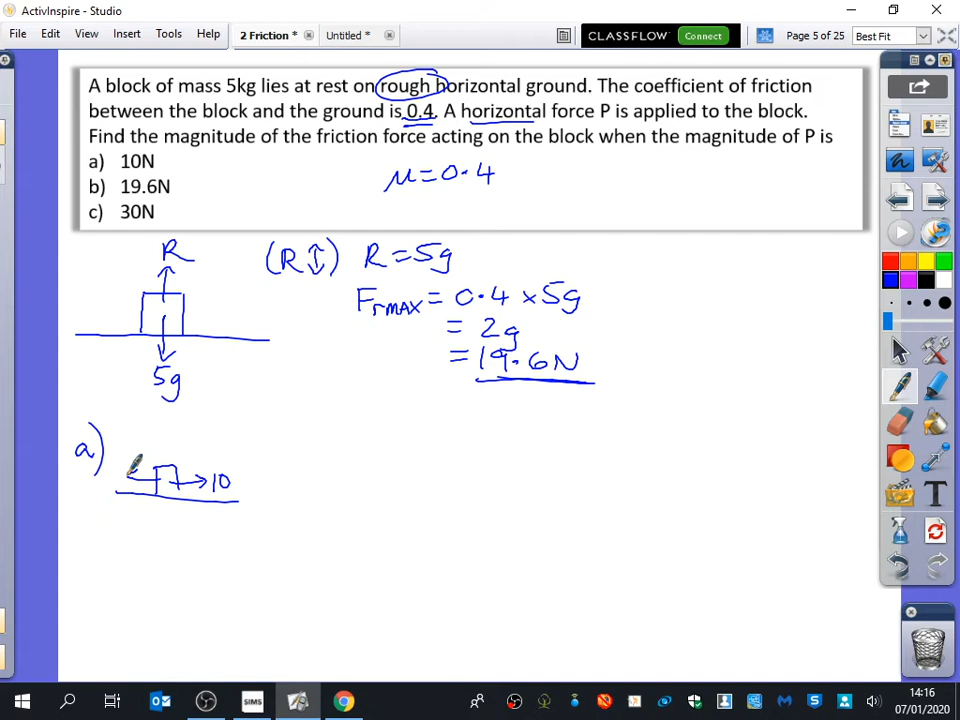 ActivInspire - Studio
File Edit View Insert Tools Help
2 Friction *
Untitled *
CLASSFLOW™ Connect
Page 5 of 25
Best Fit
A block of mass 5kg lies at rest on rough horizontal ground. The coefficient of friction
between the block and the ground is 0.4. A horizontal force P is applied to the block.
Find the magnitude of the friction force acting on the block when the magnitude of P is
a) 10N
b) 19.6N
c) 30N
μ=0.4
R
(R↕) R=5g
FrMAX = 0.4 x 5g
= 2g
= 19.6N
5g
a)
10
T
SIMS
S
14:16
07/01/2020